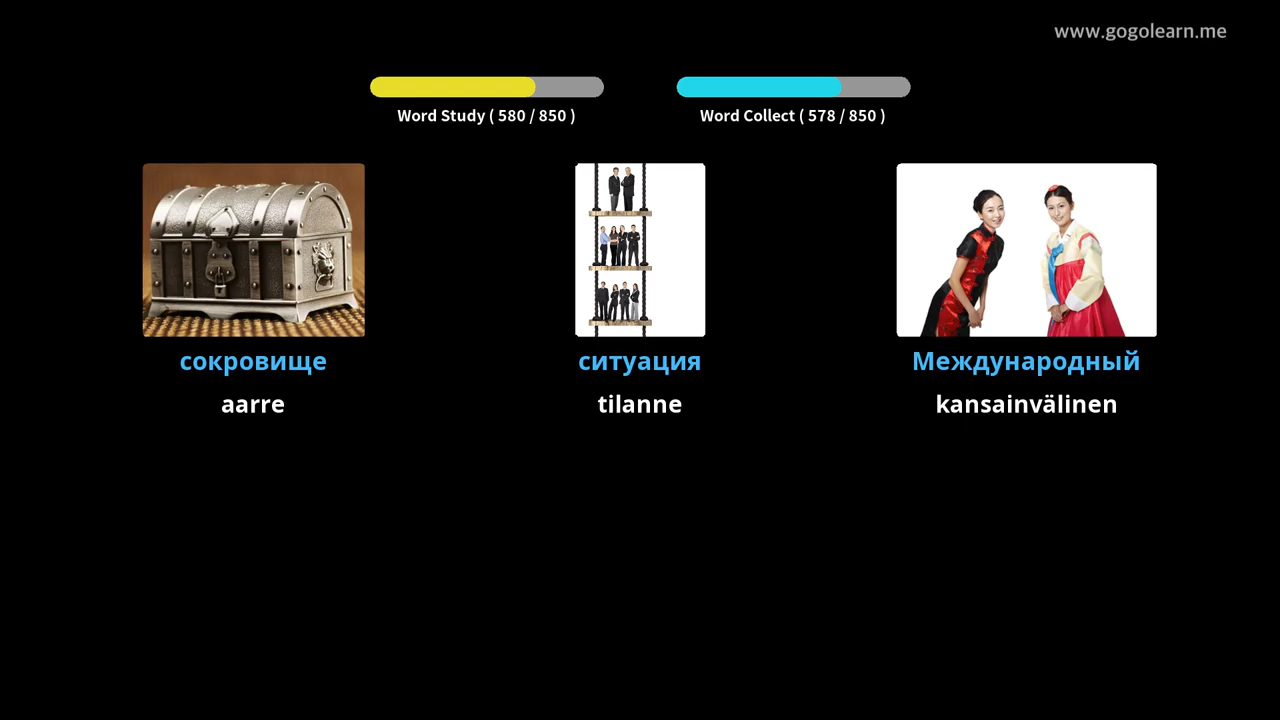 www.gogolearn.me
Word Study ( 580 / 850 )
Word Collect ( 578 / 850 )
сокровище
ситуация
Международный
aarre
tilanne
kansainvälinen